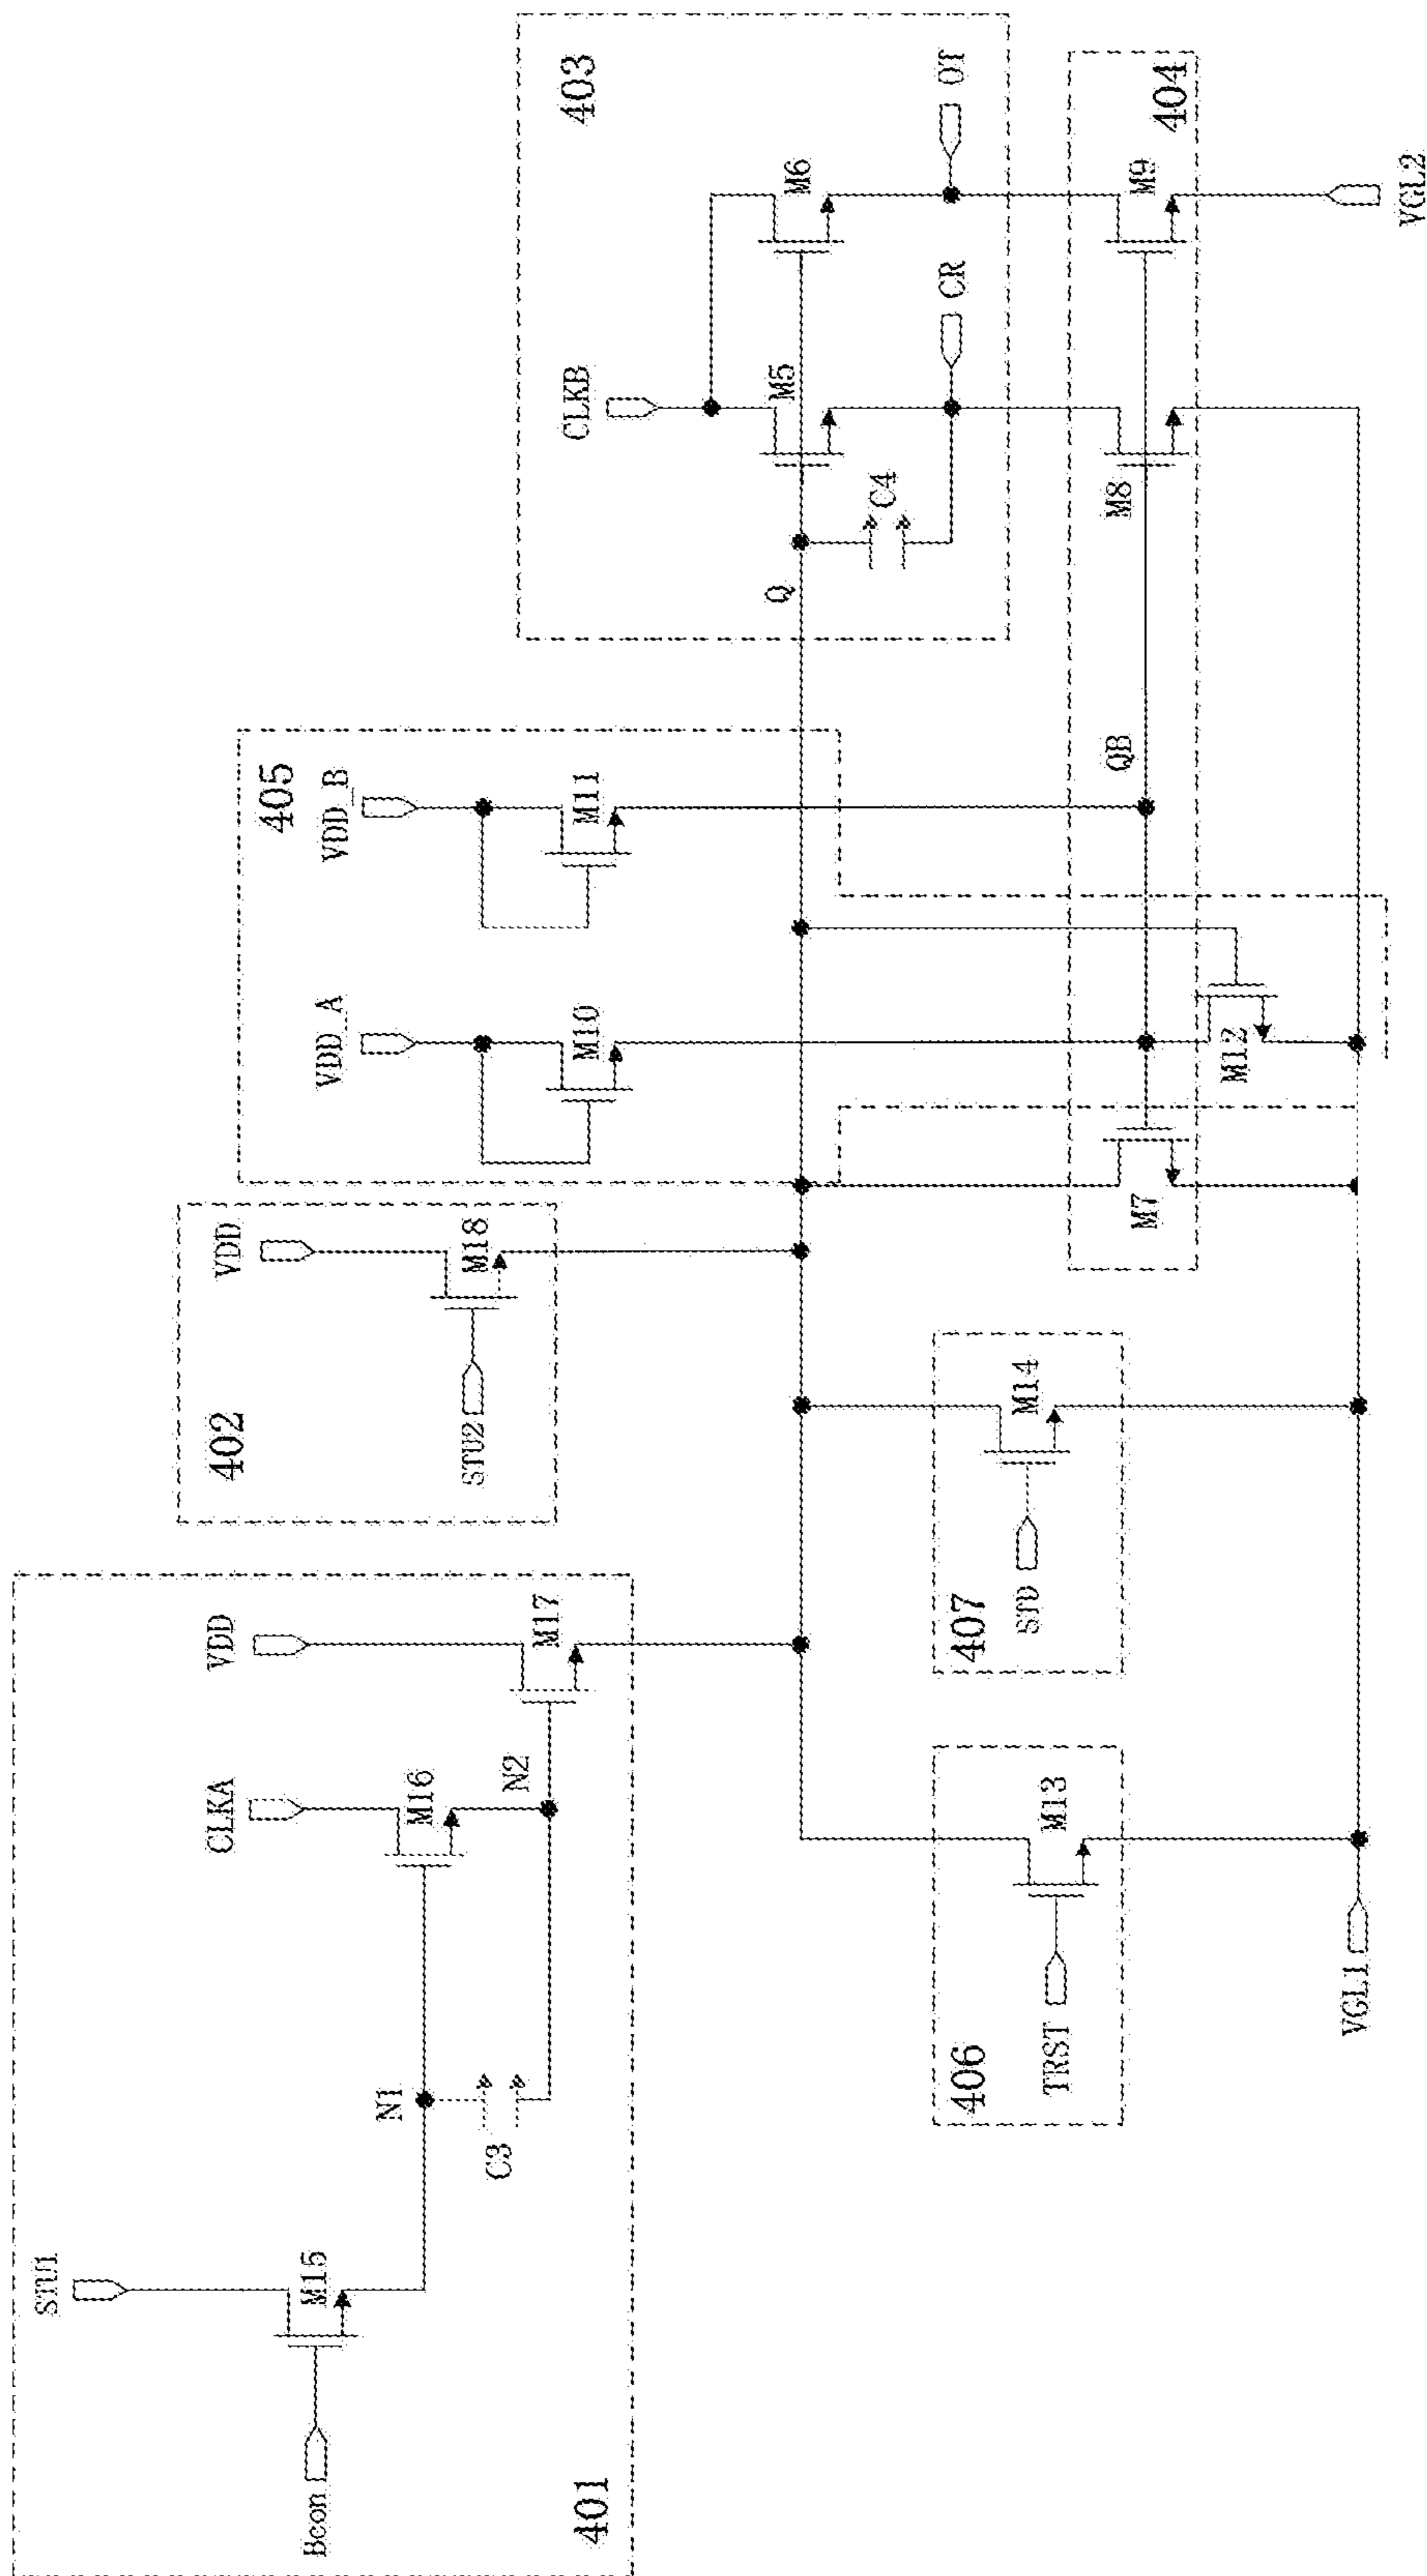 401
Bcon
STU1
M15
N1
C3
CLKA
M16
N2
VDD
M17
402
VDD
STU2
M18
405
VDD_A
M10
VDD_B
M11
403
CLKB
M5
M6
Q
C4
CR
OT
404
QB
M7
M8
M9
M12
VGL2
406
TRST
M13
407
STD
M14
VGL1